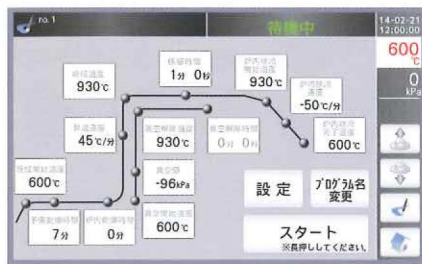 no. 1
待機中
14-02-21
12:00:00
600
℃
0
kPa
係留時間
1分 0秒
終成温度
930℃
炉内徐冷
開始温度
930℃
炉内徐冷
速度
-50℃/分
昇温速度
45℃/分
真空解除温度
930℃
真空解除時間
0分 0秒
炉内徐冷
完了温度
600℃
焼成開始温度
600℃
真空値
-96kPa
予備乾燥時間
7分
炉内乾燥時間
0分
真空開始温度
600℃
設定
プログラム名
変更
スタート
※長押ししてください。